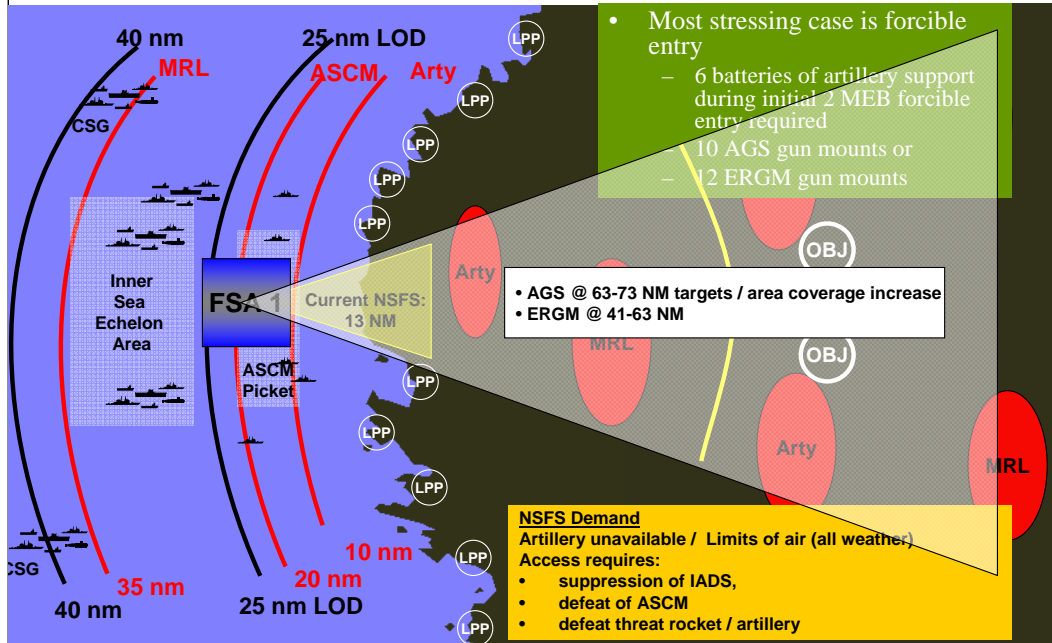 40 nm
MRL
CSG
25 nm LOD
ASCM
Arty
LPP
LPP
LPP
LPP
LPP
• Most stressing case is forcible
entry
– 6 batteries of artillery support
during initial 2 MEB forcible
entry required
– 10 AGS gun mounts or
– 12 ERGM gun mounts
Inner
Sea
Echelon
Area
FSA 1
Current NSFS:
13 NM
ASCM
Picket
Arty
OBJ
• AGS @ 63-73 NM targets / area coverage increase
• ERGM @ 41-63 NM
MRL
OBJ
LPP
LPP
LPP
LPP
LPP
Arty
MRL
CSG
40 nm
35 nm
25 nm LOD
20 nm
10 nm
NSFS Demand
Artillery unavailable / Limits of air (all weather)
Access requires:
• suppression of IADS,
• defeat of ASCM
• defeat threat rocket / artillery